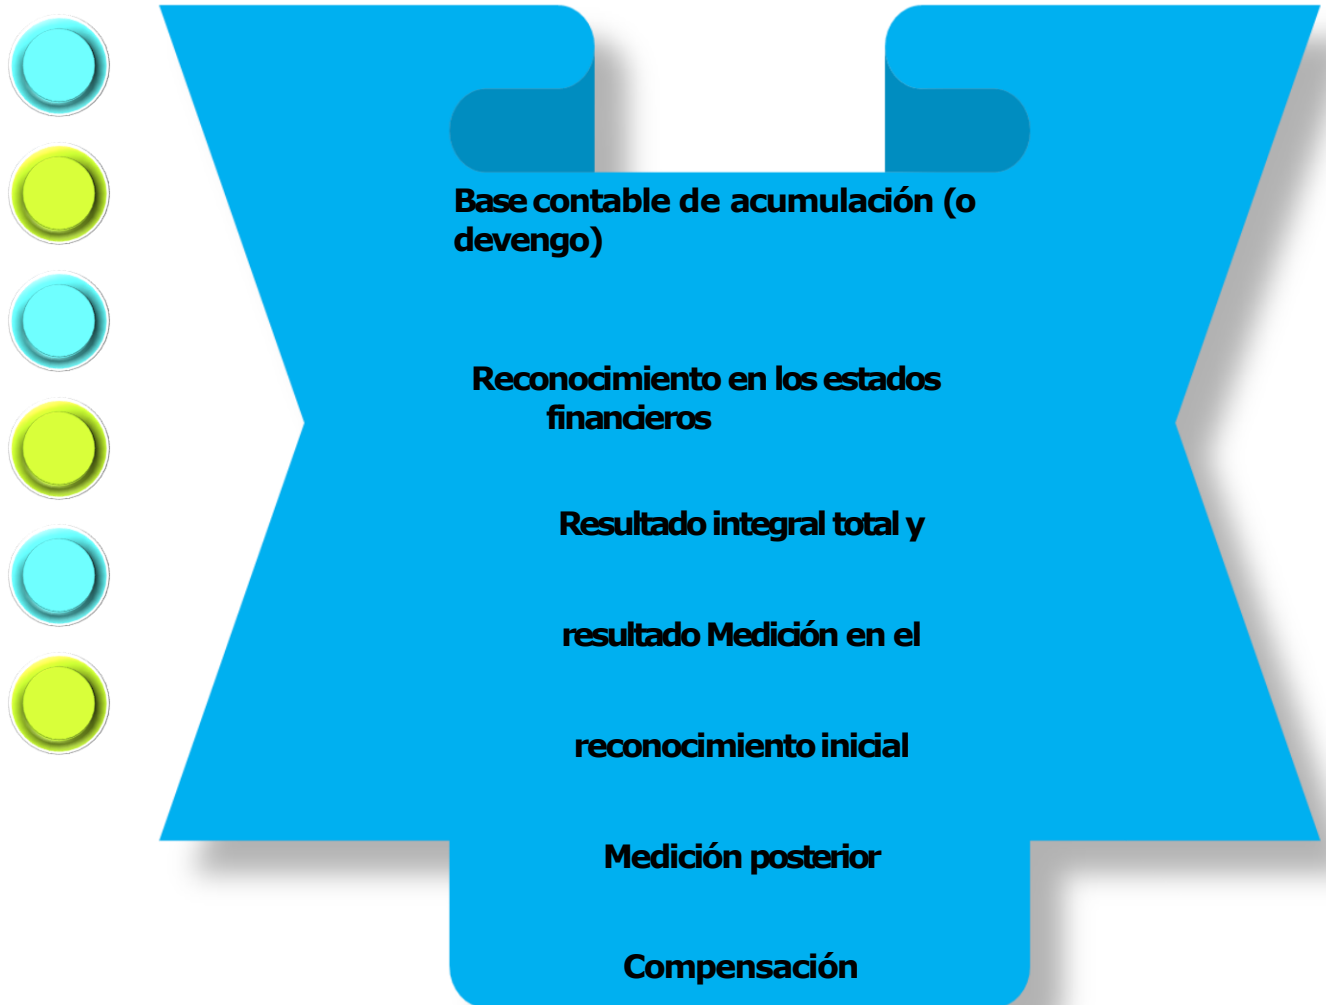 Base contable de acumulación (o
devengo)
Reconocimiento en los estados
financieros
Resultado integral total y
resultado Medición en el
reconocimiento inicial
Medición posterior
Compensación